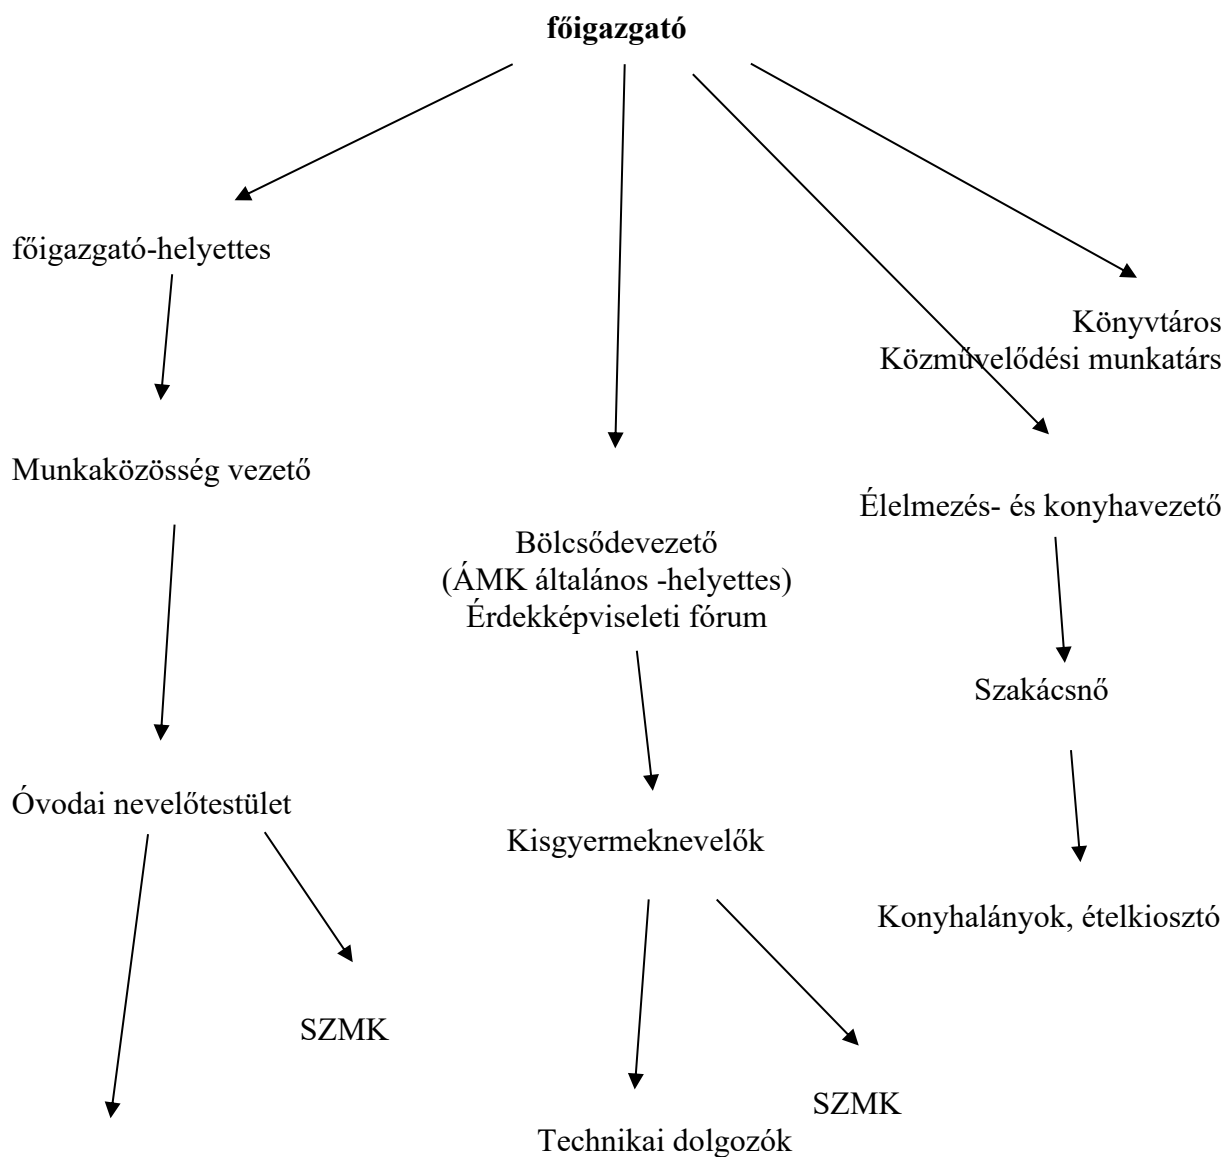 főigazgató
főigazgató-helyettes
Könyvtáros
Közművelődési munkatárs
Munkaközösség vezető
Élelmezés- és konyhavezető
Bölcsődevezető
(ÁMK általános -helyettes)
Érdekképviseleti fórum
Szakácsnő
Óvodai nevelőtestület
Kisgyermeknevelők
Konyhalányok, ételkiosztó
SZMK
SZMK
Technikai dolgozók